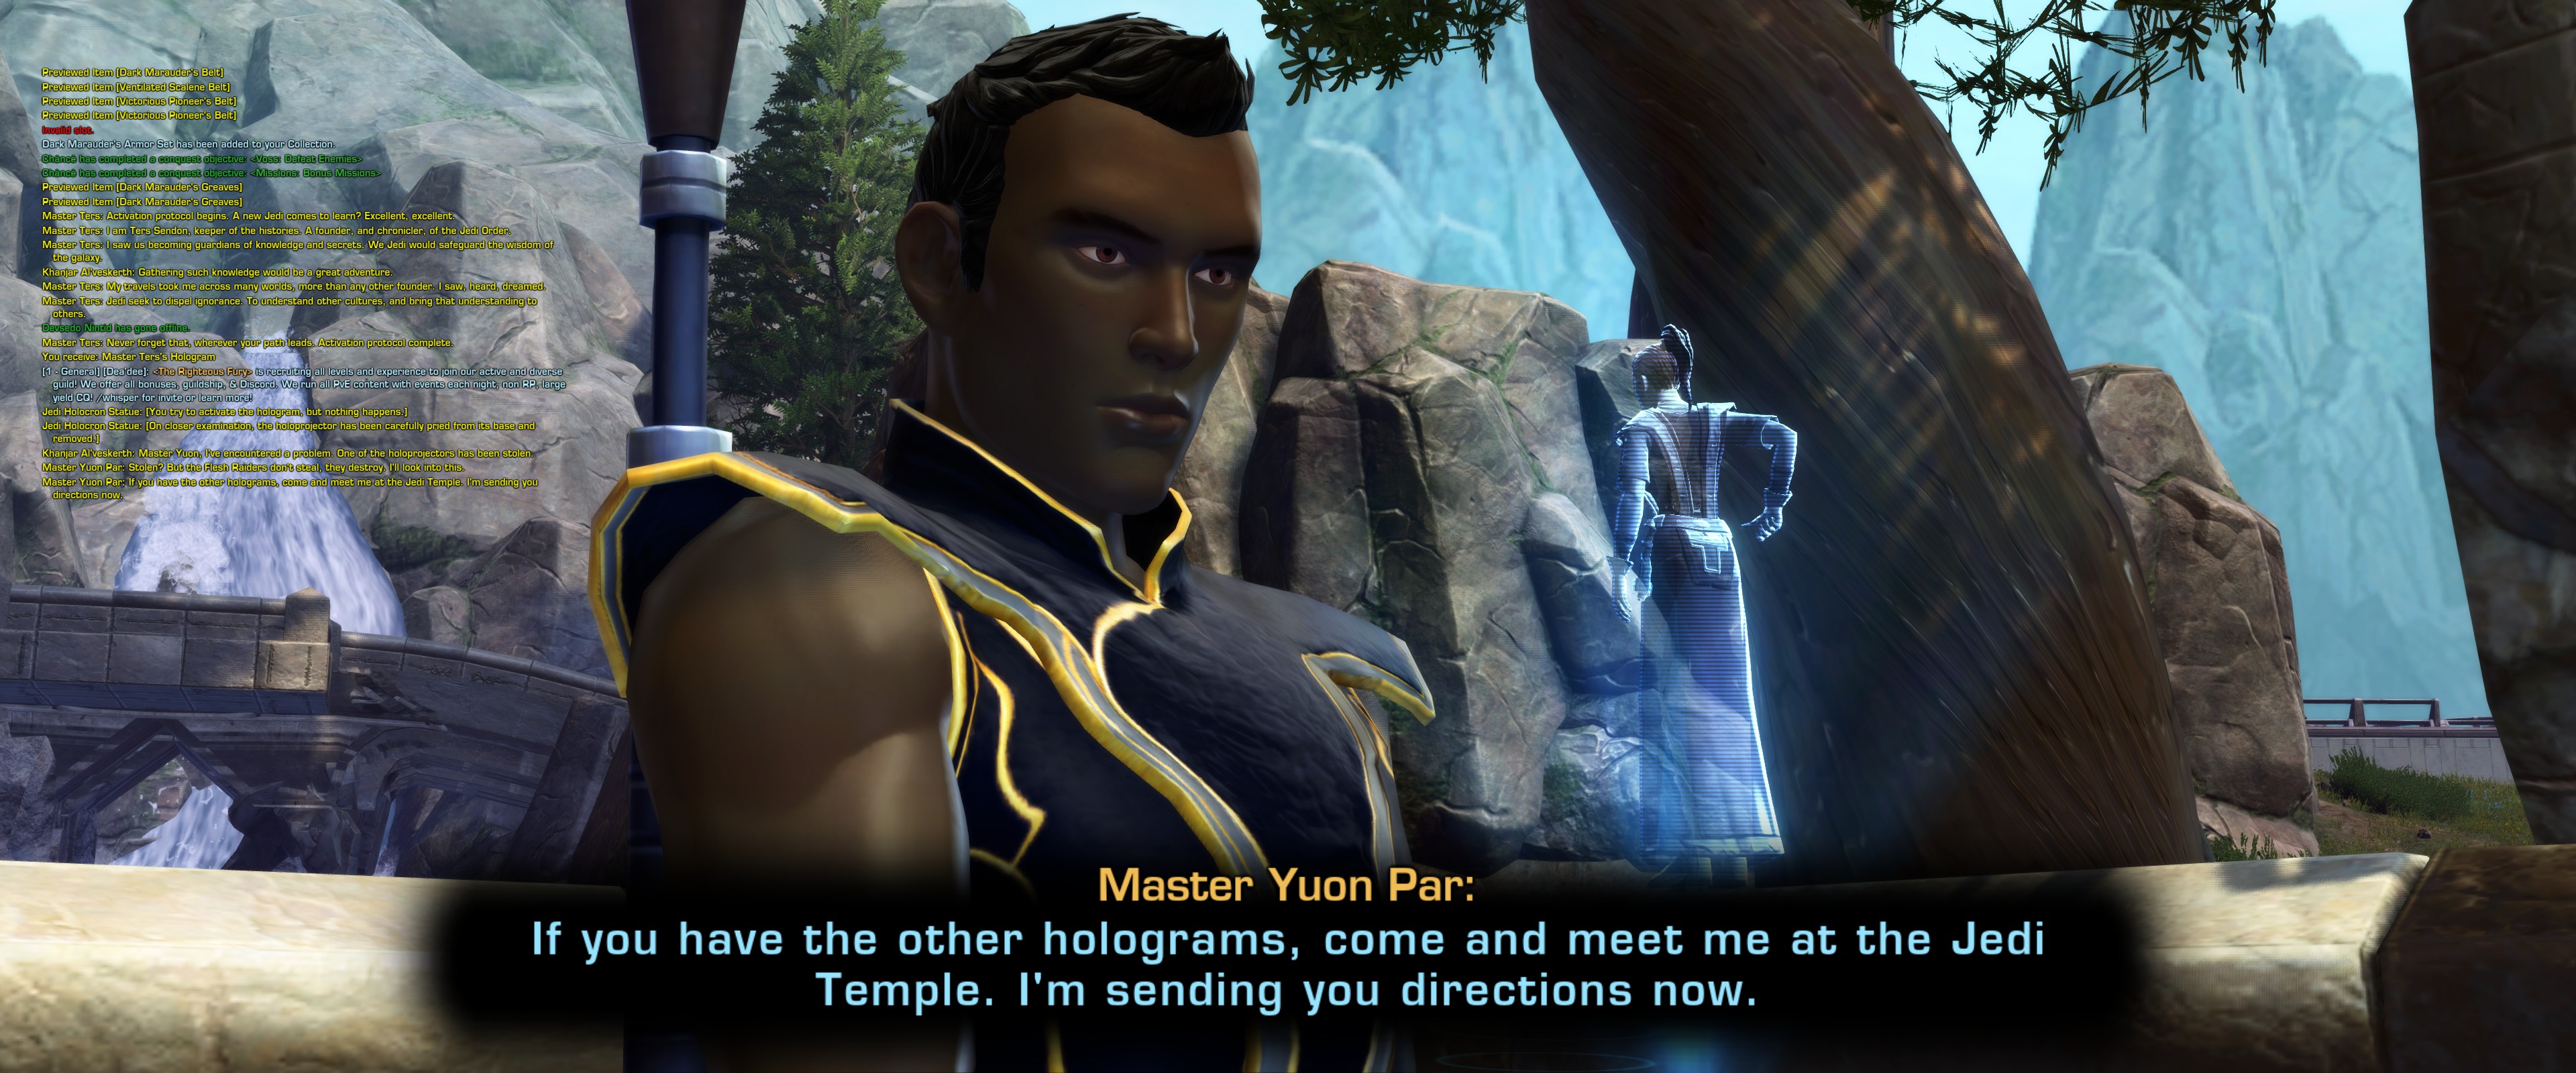 Previewed Item [Dark Marauder's Belt]
Previewed Item [Ventilated Scalene Belt]
Previewed Item [Victorious Pioneer's Belt]
Previewed Item [Victorious Pioneer's Belt]
Invalid slot.
Dark Marauder's Armor Set has been added to your Collection.
Chäncë has completed a conquest objective: <Voss: Defeat Enemies>
Chäncë has completed a conquest objective: <Missions: Bonus Missions>
Previewed Item [Dark Marauder's Greaves]
Previewed Item [Dark Marauder's Greaves]
Master Ters: Activation protocol begins. A new Jedi comes to learn? Excellent, excellent.
Master Ters: I am Ters Sendon, keeper of the histories. A founder, and chronicler, of the Jedi Order.
Master Ters: I saw us becoming guardians of knowledge and secrets. We Jedi would safeguard the wisdom of
the galaxy.
Khanjar Al'veskerth: Gathering such knowledge would be a great adventure.
Master Ters: My travels took me across many worlds, more than any other founder. I saw, heard, dreamed.
Master Ters: Jedi seek to dispel ignorance. To understand other cultures, and bring that understanding to
others.
Devsedo Nintid has gone offline.
Master Ters: Never forget that, wherever your path leads. Activation protocol complete.
You receive: Master Ters's Hologram
[1 - General] [Dea'dee]: <The Righteous Fury> is recruiting all levels and experience to join our active and diverse
guild! We offer all bonuses, guildship, & Discord. We run all PvE content with events each night, non RP, large
yield CQ! /whisper for invite or learn more!
Jedi Holocron Statue: [You try to activate the hologram, but nothing happens.]
Jedi Holocron Statue: [On closer examination, the holoprojector has been carefully pried from its base and
removed.]
Khanjar Al'veskerth: Master Yuon, I've encountered a problem. One of the holoprojectors has been stolen.
Master Yuon Par: Stolen? But the Flesh Raiders don't steal, they destroy. I'll look into this.
Master Yuon Par: If you have the other holograms, come and meet me at the Jedi Temple. I'm sending you
directions now.
Master Yuon Par:
If you have the other holograms, come and meet me at the Jedi
Temple. I'm sending you directions now.